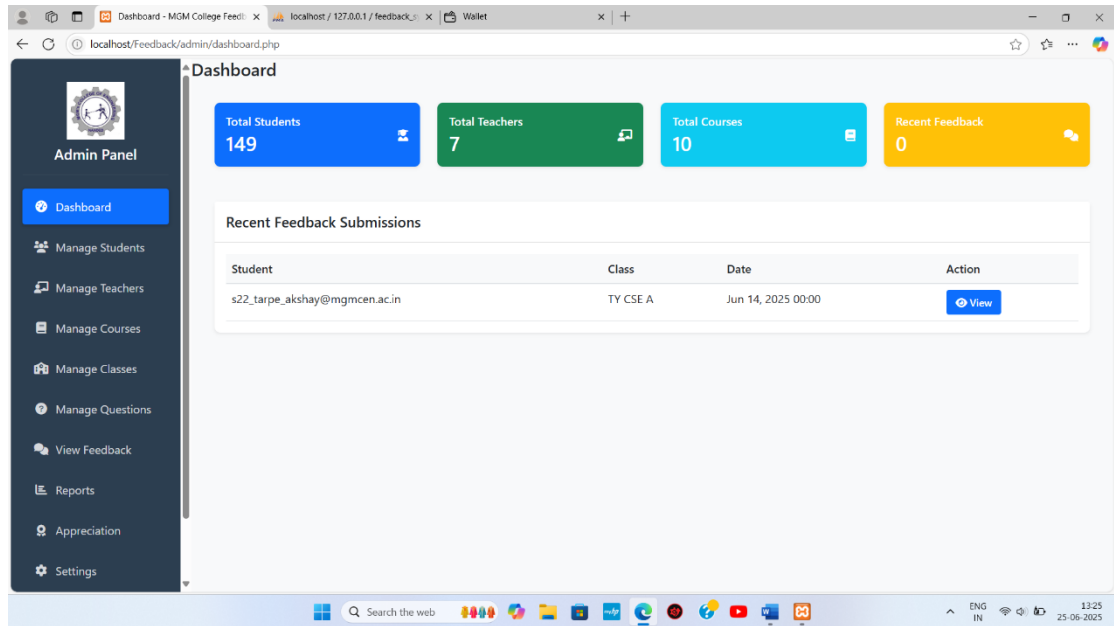 Dashboard - MGM College Feedb
localhost / 127.0.0.1 / feedback_s
Wallet
localhost/Feedback/admin/dashboard.php
Admin Panel
Dashboard
Manage Students
Manage Teachers
Manage Courses
Manage Classes
Manage Questions
View Feedback
Reports
Appreciation
Settings
Dashboard
Total Students
149
Total Teachers
7
Total Courses
10
Recent Feedback
0
Recent Feedback Submissions
Student Class Date Action
s22_tarpe_akshay@mgmcen.ac.in TY CSE A Jun 14, 2025 00:00 View
Search the web
ENG
IN
13:25
25-06-2025